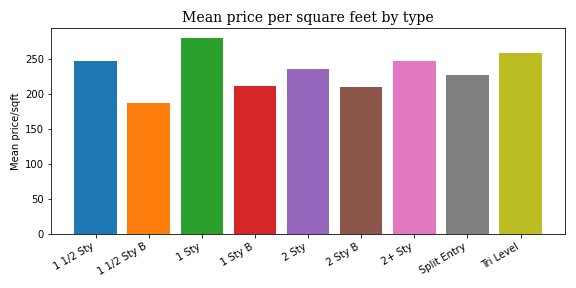 Mean price per square feet by type
Mean price/sqft
250
200
150
100
50
0
1 1/2 Sty
1 1/2 Sty B
1 Sty
1 Sty B
2 Sty
2 Sty B
2+ Sty
Split Entry
Tri Level